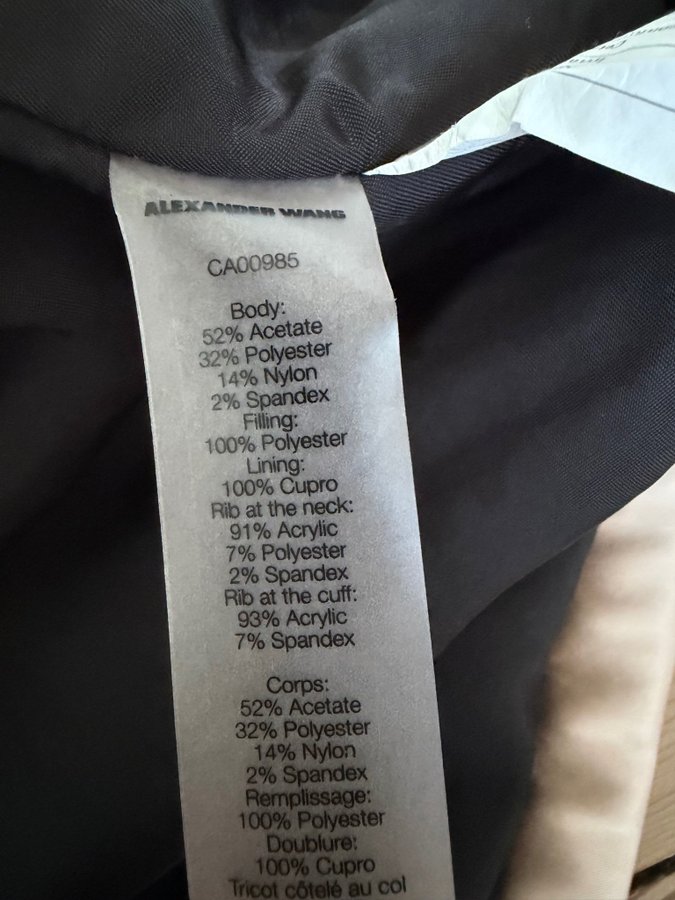 ALEXANDER WANG
CA00985
Body:
52% Acetate
32% Polyester
14% Nylon
2% Spandex
Filling:
100% Polyester
Lining:
100% Cupro
Rib at the neck:
91% Acrylic
7% Polyester
2% Spandex
Rib at the cuff:
93% Acrylic
7% Spandex
Corps:
52% Acetate
32% Polyester
14% Nylon
2% Spandex
Remplissage:
100% Polyester
Doublure:
100% Cupro
Tricot côtelé au col